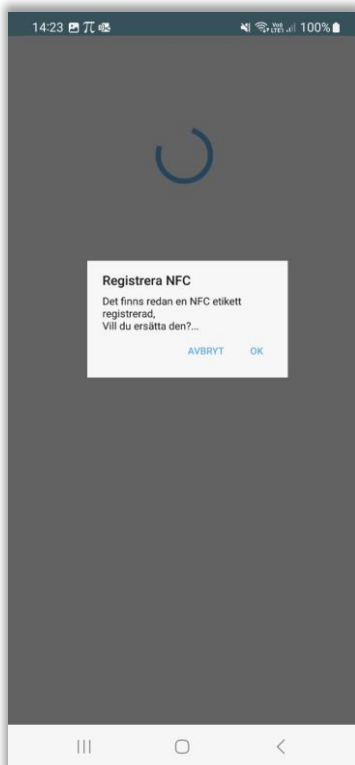 14:23 100%
Registrera NFC
Det finns redan en NFC etikett
registrerad,
Vill du ersätta den?...
AVBRYT OK